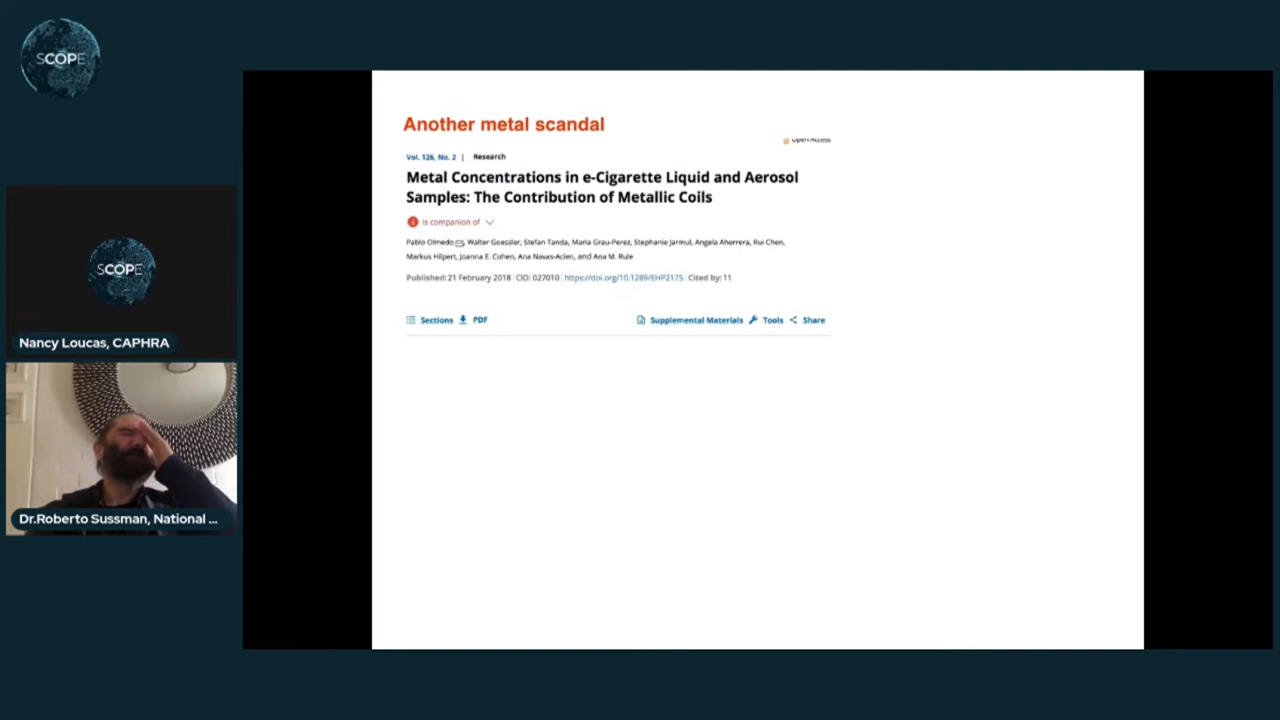 SCOPE
Another metal scandal
Open Access
Vol. 126, No. 2 | Research
Metal Concentrations in e-Cigarette Liquid and Aerosol
Samples: The Contribution of Metallic Coils
is companion of
Pablo Olmedo, Walter Goessler, Stefan Tanda, Maria Grau-Perez, Stephanie Jarmul, Angela Aherrera, Rui Chen,
Markus Hilpert, Joanna E. Cohen, Ana Navas-Acien, and Ana M. Rule
Published: 21 February 2018 | CID: 027010 | https://doi.org/10.1289/EHP2175 | Cited by: 11
Sections PDF Supplemental Materials Tools Share
SCOPE
Nancy Loucas, CAPHRA
Dr.Roberto Sussman, National ...